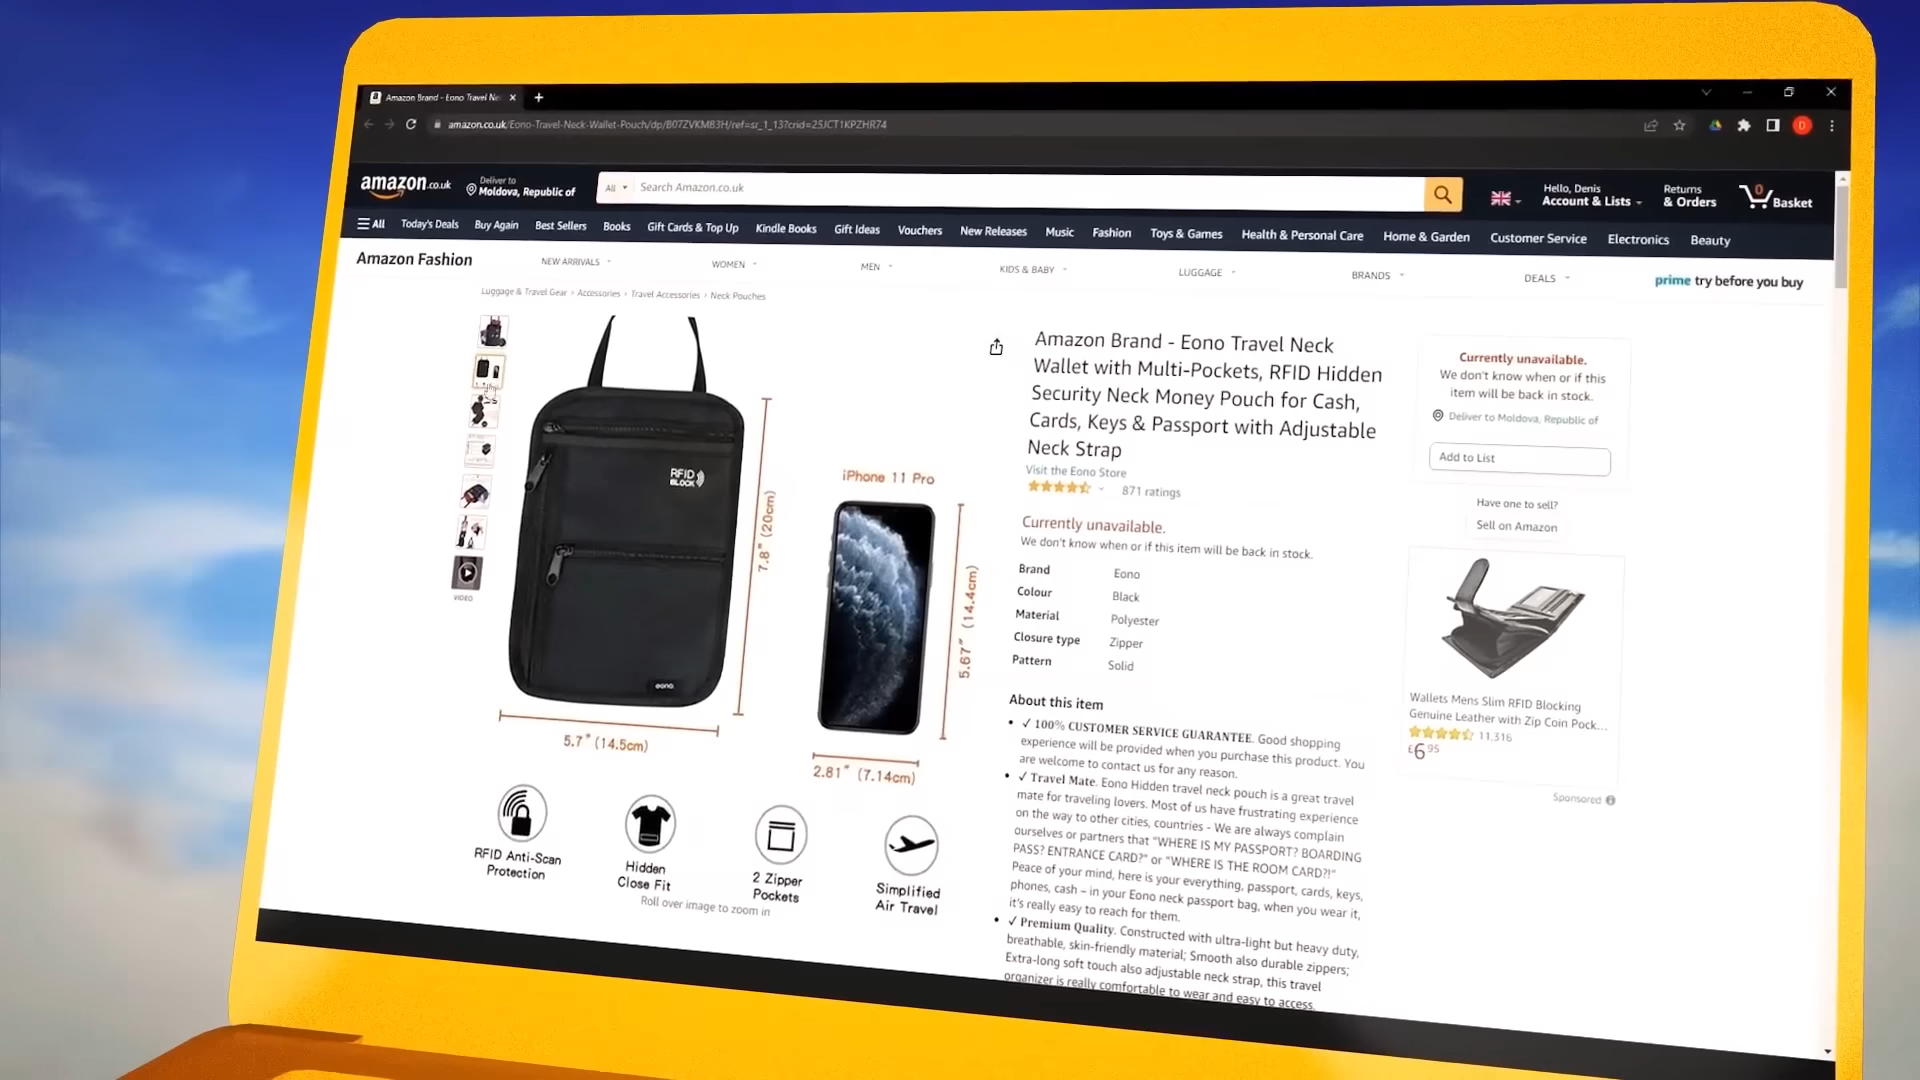 Amazon Brand - Eono Travel Ne
amazon.co.uk/Eono-Travel-Neck-Wallet-Pouch/dp/B07ZVKMB3H/ref=sr_1_13?crid=25JCT1KPZHR74
D
amazon.co.uk
Deliver to
Moldova, Republic of
All
Search Amazon.co.uk
Hello, Denis
Account & Lists
Returns
& Orders
0
Basket
All
Today's Deals
Buy Again
Best Sellers
Books
Gift Cards & Top Up
Kindle Books
Gift Ideas
Vouchers
New Releases
Music
Fashion
Toys & Games
Health & Personal Care
Home & Garden
Customer Service
Electronics
Beauty
Amazon Fashion
NEW ARRIVALS
WOMEN
MEN
KIDS & BABY
LUGGAGE
BRANDS
DEALS
prime try before you buy
Luggage & Travel Gear › Accessories › Travel Accessories › Neck Pouches
VIDEO
RFID
BLOCK
eono
7.8" (20cm)
5.7" (14.5cm)
iPhone 11 Pro
5.67" (14.4cm)
2.81" (7.14cm)
RFID Anti-Scan
Protection
Hidden
Close Fit
2 Zipper
Pockets
Simplified
Air Travel
Roll over image to zoom in
Amazon Brand - Eono Travel Neck
Wallet with Multi-Pockets, RFID Hidden
Security Neck Money Pouch for Cash,
Cards, Keys & Passport with Adjustable
Neck Strap
Visit the Eono Store
871 ratings
Currently unavailable.
We don't know when or if this item will be back in stock.
Brand Eono
Colour Black
Material Polyester
Closure type Zipper
Pattern Solid
About this item
• ✓ 100% CUSTOMER SERVICE GUARANTEE. Good shopping
experience will be provided when you purchase this product. You
are welcome to contact us for any reason.
• ✓ Travel Mate. Eono Hidden travel neck pouch is a great travel
mate for traveling lovers. Most of us have frustrating experience
on the way to other cities, countries - We are always complain
ourselves or partners that "WHERE IS MY PASSPORT? BOARDING
PASS? ENTRANCE CARD?" or "WHERE IS THE ROOM CARD?!"
Peace of your mind, here is your everything, passport, cards, keys,
phones, cash – in your Eono neck passport bag, when you wear it,
it's really easy to reach for them.
• ✓ Premium Quality. Constructed with ultra-light but heavy duty,
breathable, skin-friendly material; Smooth also durable zippers;
Extra-long soft touch also adjustable neck strap, this travel
organizer is really comfortable to wear and easy to access.
Currently unavailable.
We don't know when or if this
item will be back in stock.
Deliver to Moldova, Republic of
Add to List
Have one to sell?
Sell on Amazon
Wallets Mens Slim RFID Blocking
Genuine Leather with Zip Coin Pock...
11,316
£6 95
Sponsored